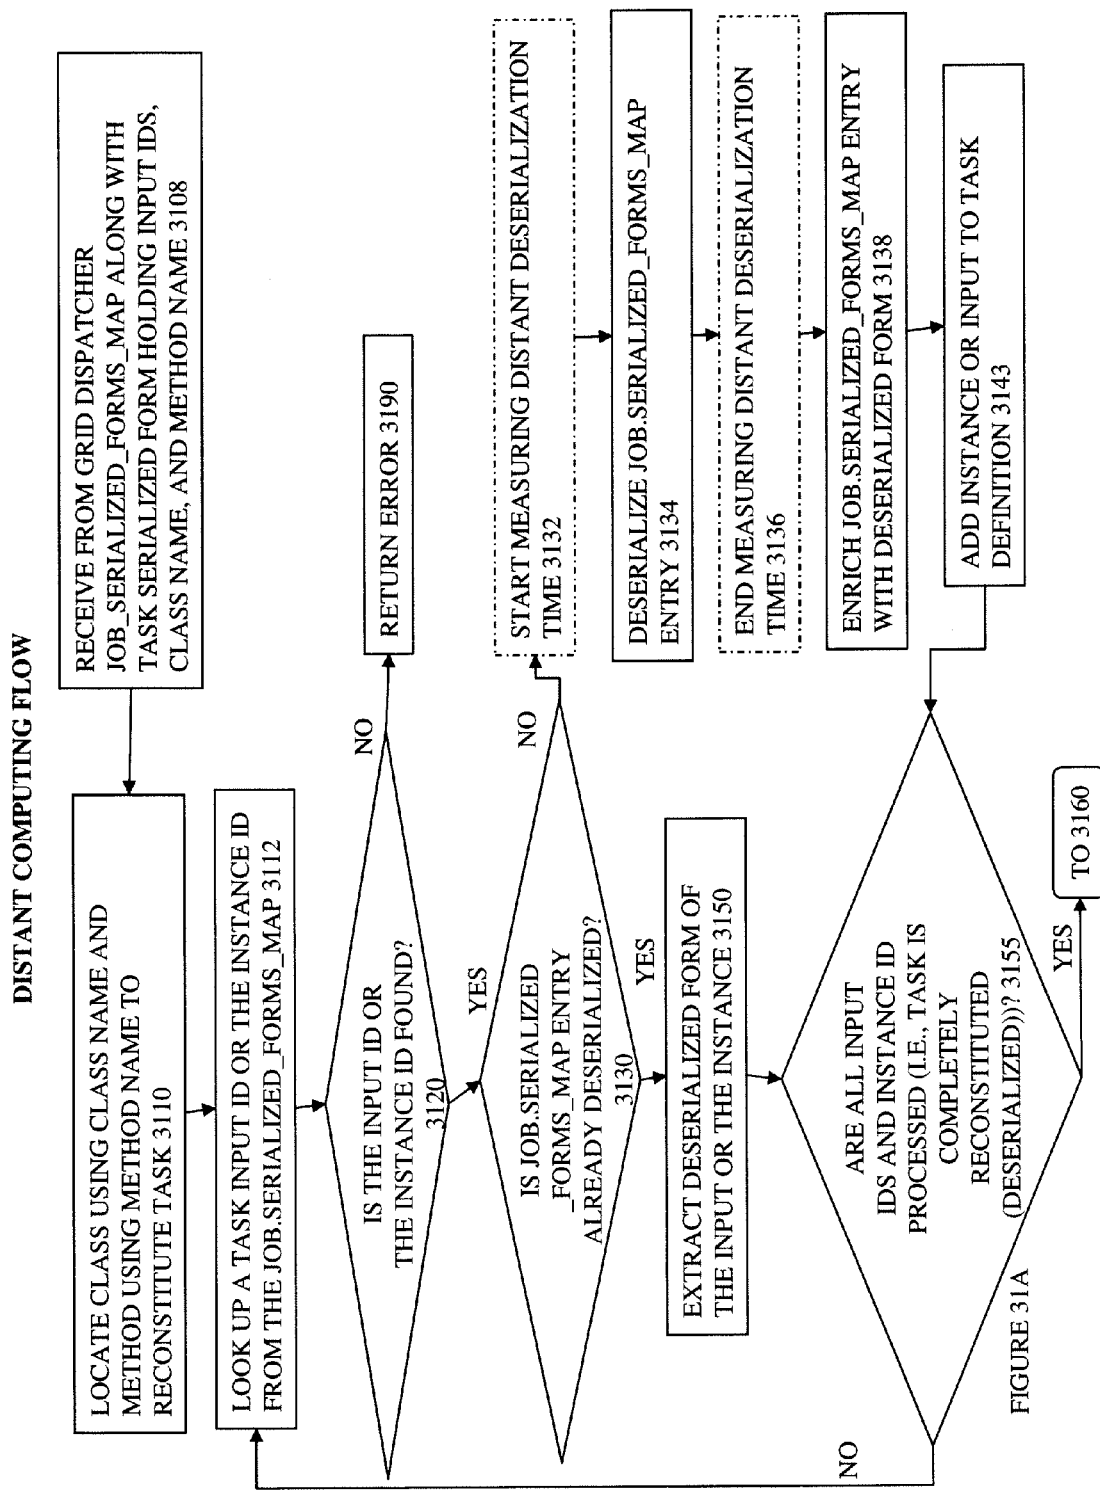 DISTANT COMPUTING FLOW
RECEIVE FROM GRID DISPATCHER
JOB_SERIALIZED_FORMS_MAP ALONG WITH
TASK SERIALIZED FORM HOLDING INPUT IDS,
CLASS NAME, AND METHOD NAME 3108
LOCATE CLASS USING CLASS NAME AND
METHOD USING METHOD NAME TO
RECONSTITUTE TASK 3110
LOOK UP A TASK INPUT ID OR THE INSTANCE ID
FROM THE JOB.SERIALIZED_FORMS_MAP 3112
IS THE INPUT ID OR
THE INSTANCE ID FOUND?
3120
NO
RETURN ERROR 3190
YES
IS JOB.SERIALIZED
_FORMS_MAP ENTRY
ALREADY DESERIALIZED?
3130
NO
START MEASURING DISTANT DESERIALIZATION
TIME 3132
DESERIALIZE JOB.SERIALIZED_FORMS_MAP
ENTRY 3134
END MEASURING DISTANT DESERIALIZATION
TIME 3136
ENRICH JOB.SERIALIZED_FORMS_MAP ENTRY
WITH DESERIALIZED FORM 3138
ADD INSTANCE OR INPUT TO TASK
DEFINITION 3143
YES
EXTRACT DESERIALIZED FORM OF
THE INPUT OR THE INSTANCE 3150
ARE ALL INPUT
IDS AND INSTANCE ID
PROCESSED (I.E., TASK IS
COMPLETELY
RECONSTITUTED
(DESERIALIZED))? 3155
NO
YES
TO 3160
FIGURE 31A